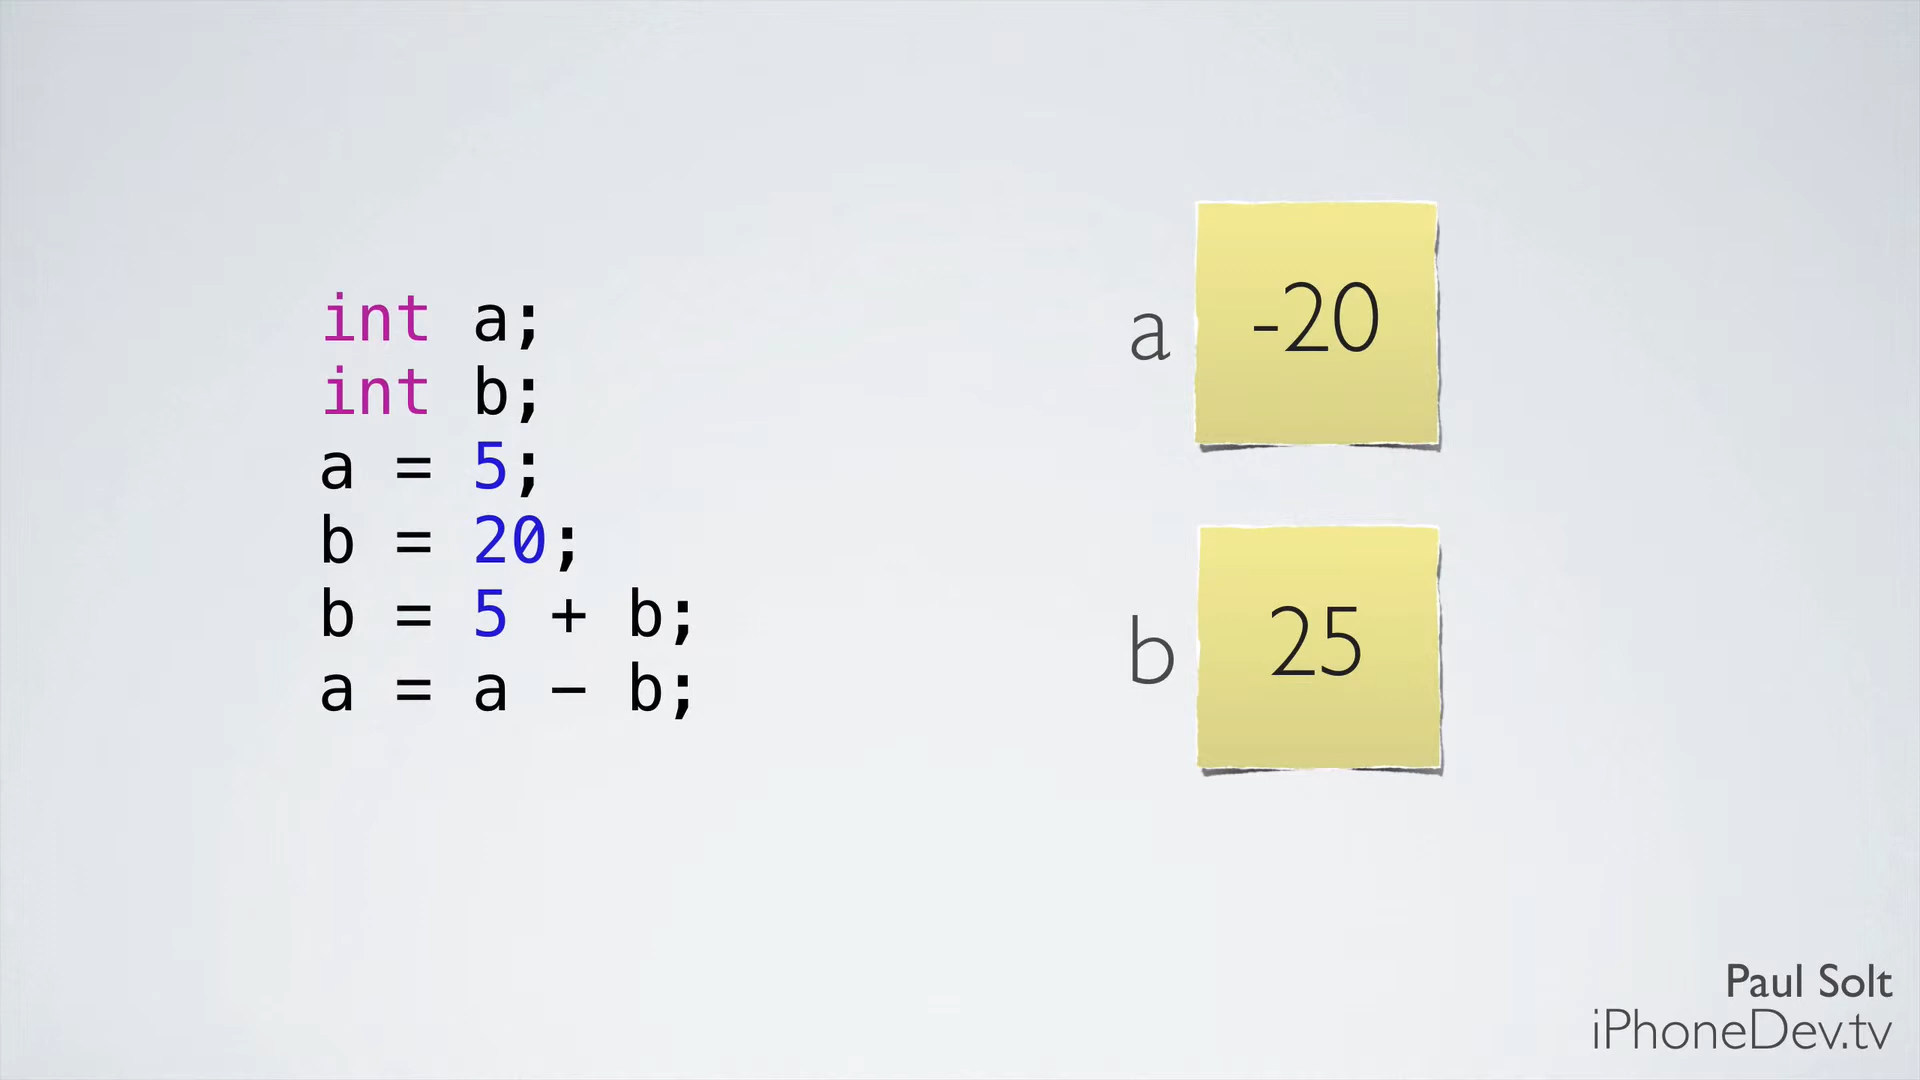 int a;
int b;
a = 5;
b = 20;
b = 5 + b;
a = a - b;
a
-20
b
25
Paul Solt
iPhoneDev.tv